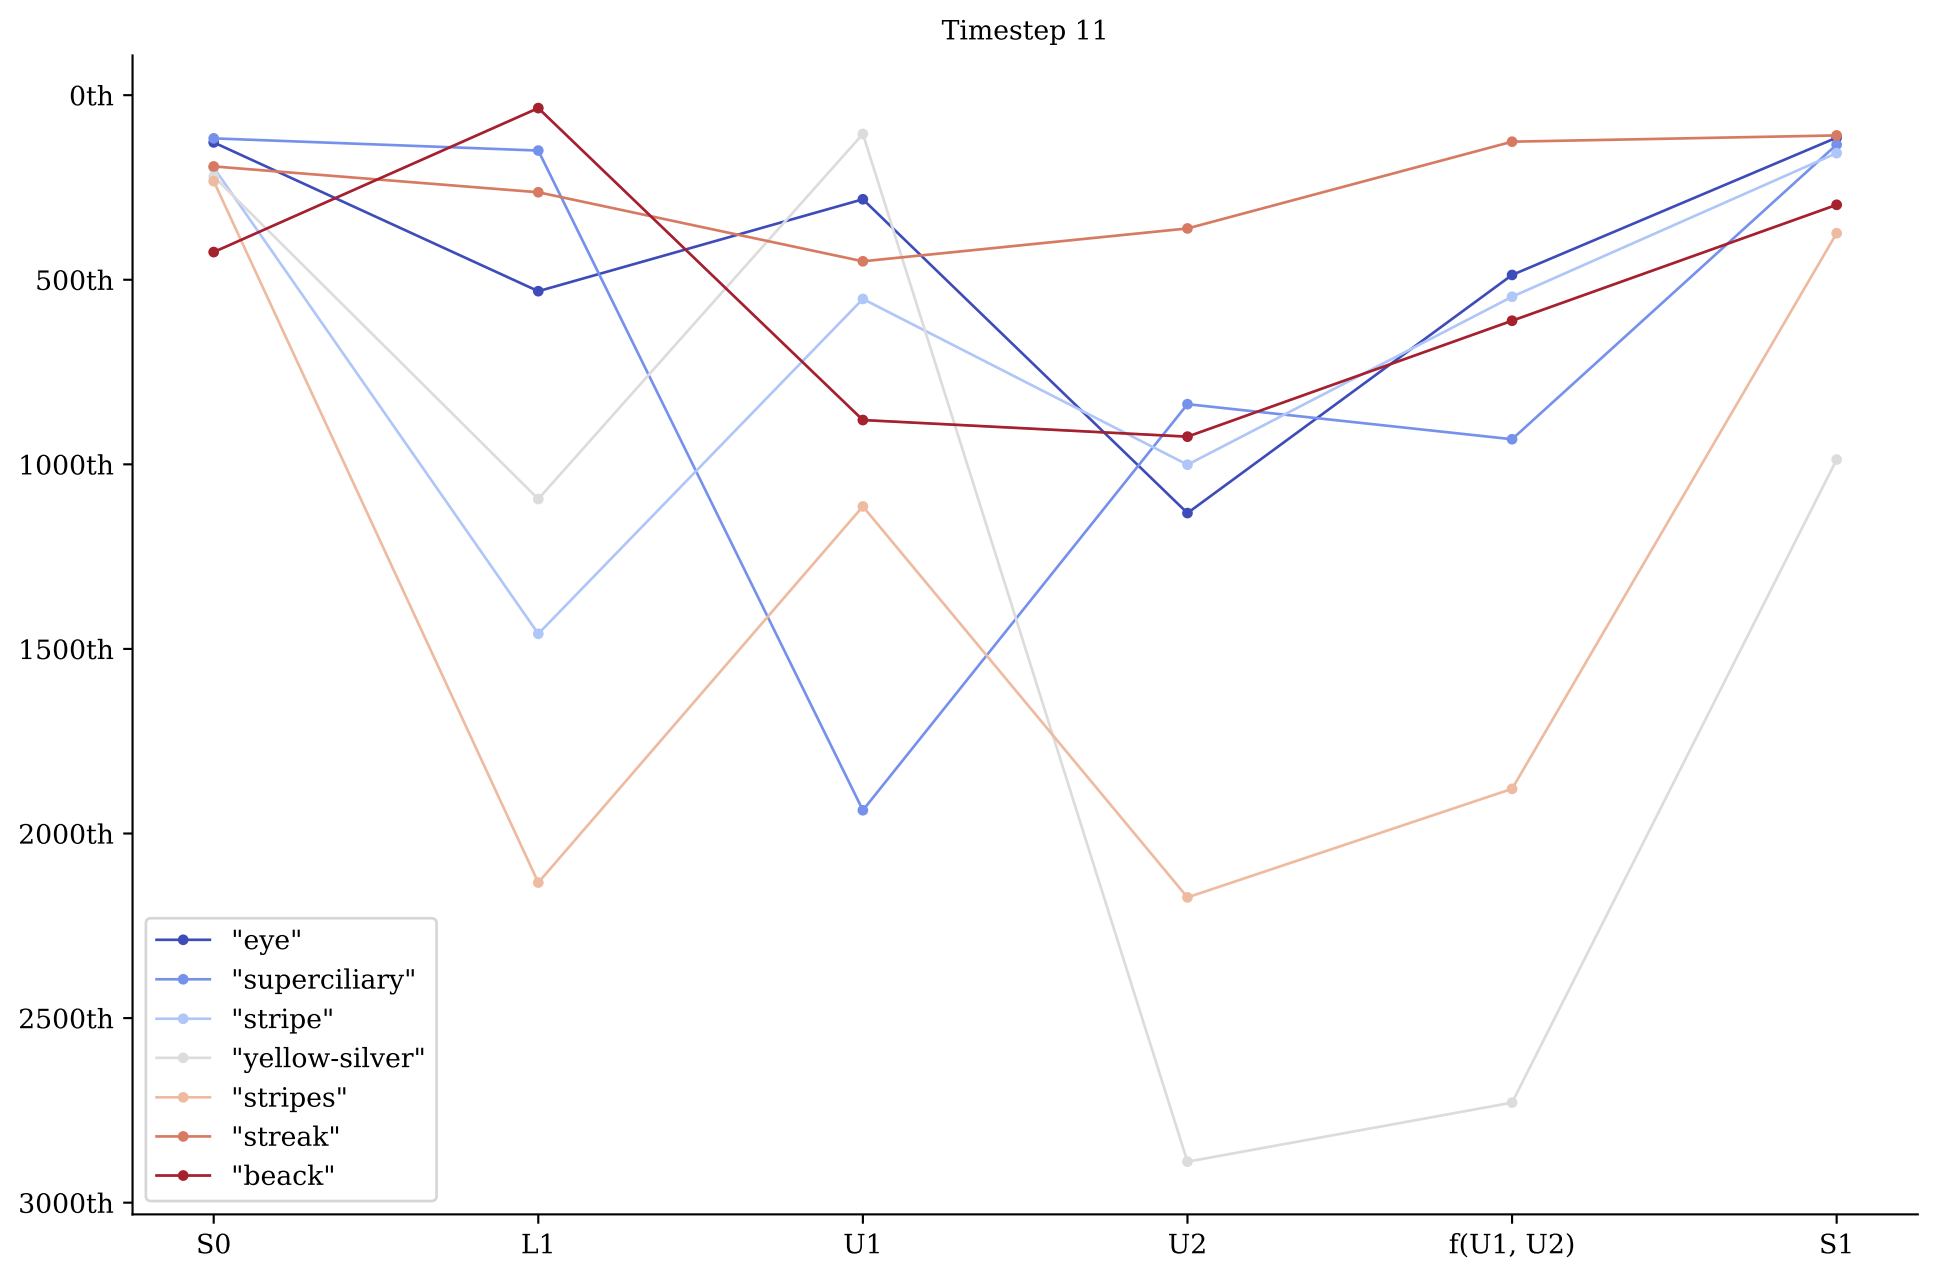 Timestep 11
0th
500th
1000th
1500th
2000th
2500th
3000th
"eye"
"superciliary"
"stripe"
"yellow-silver"
"stripes"
"streak"
"beack"
S0 L1 U1 U2 f(U1, U2) S1